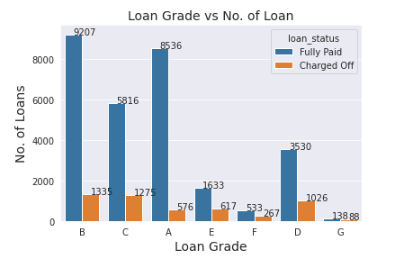 Loan Grade vs No. of Loan
loan_status
Fully Paid
Charged Off
No. of Loans
8000
6000
4000
2000
0
9207
1335
5816
1275
8536
576
1633
617
533
267
3530
1026
138
88
B C A E F D G
Loan Grade